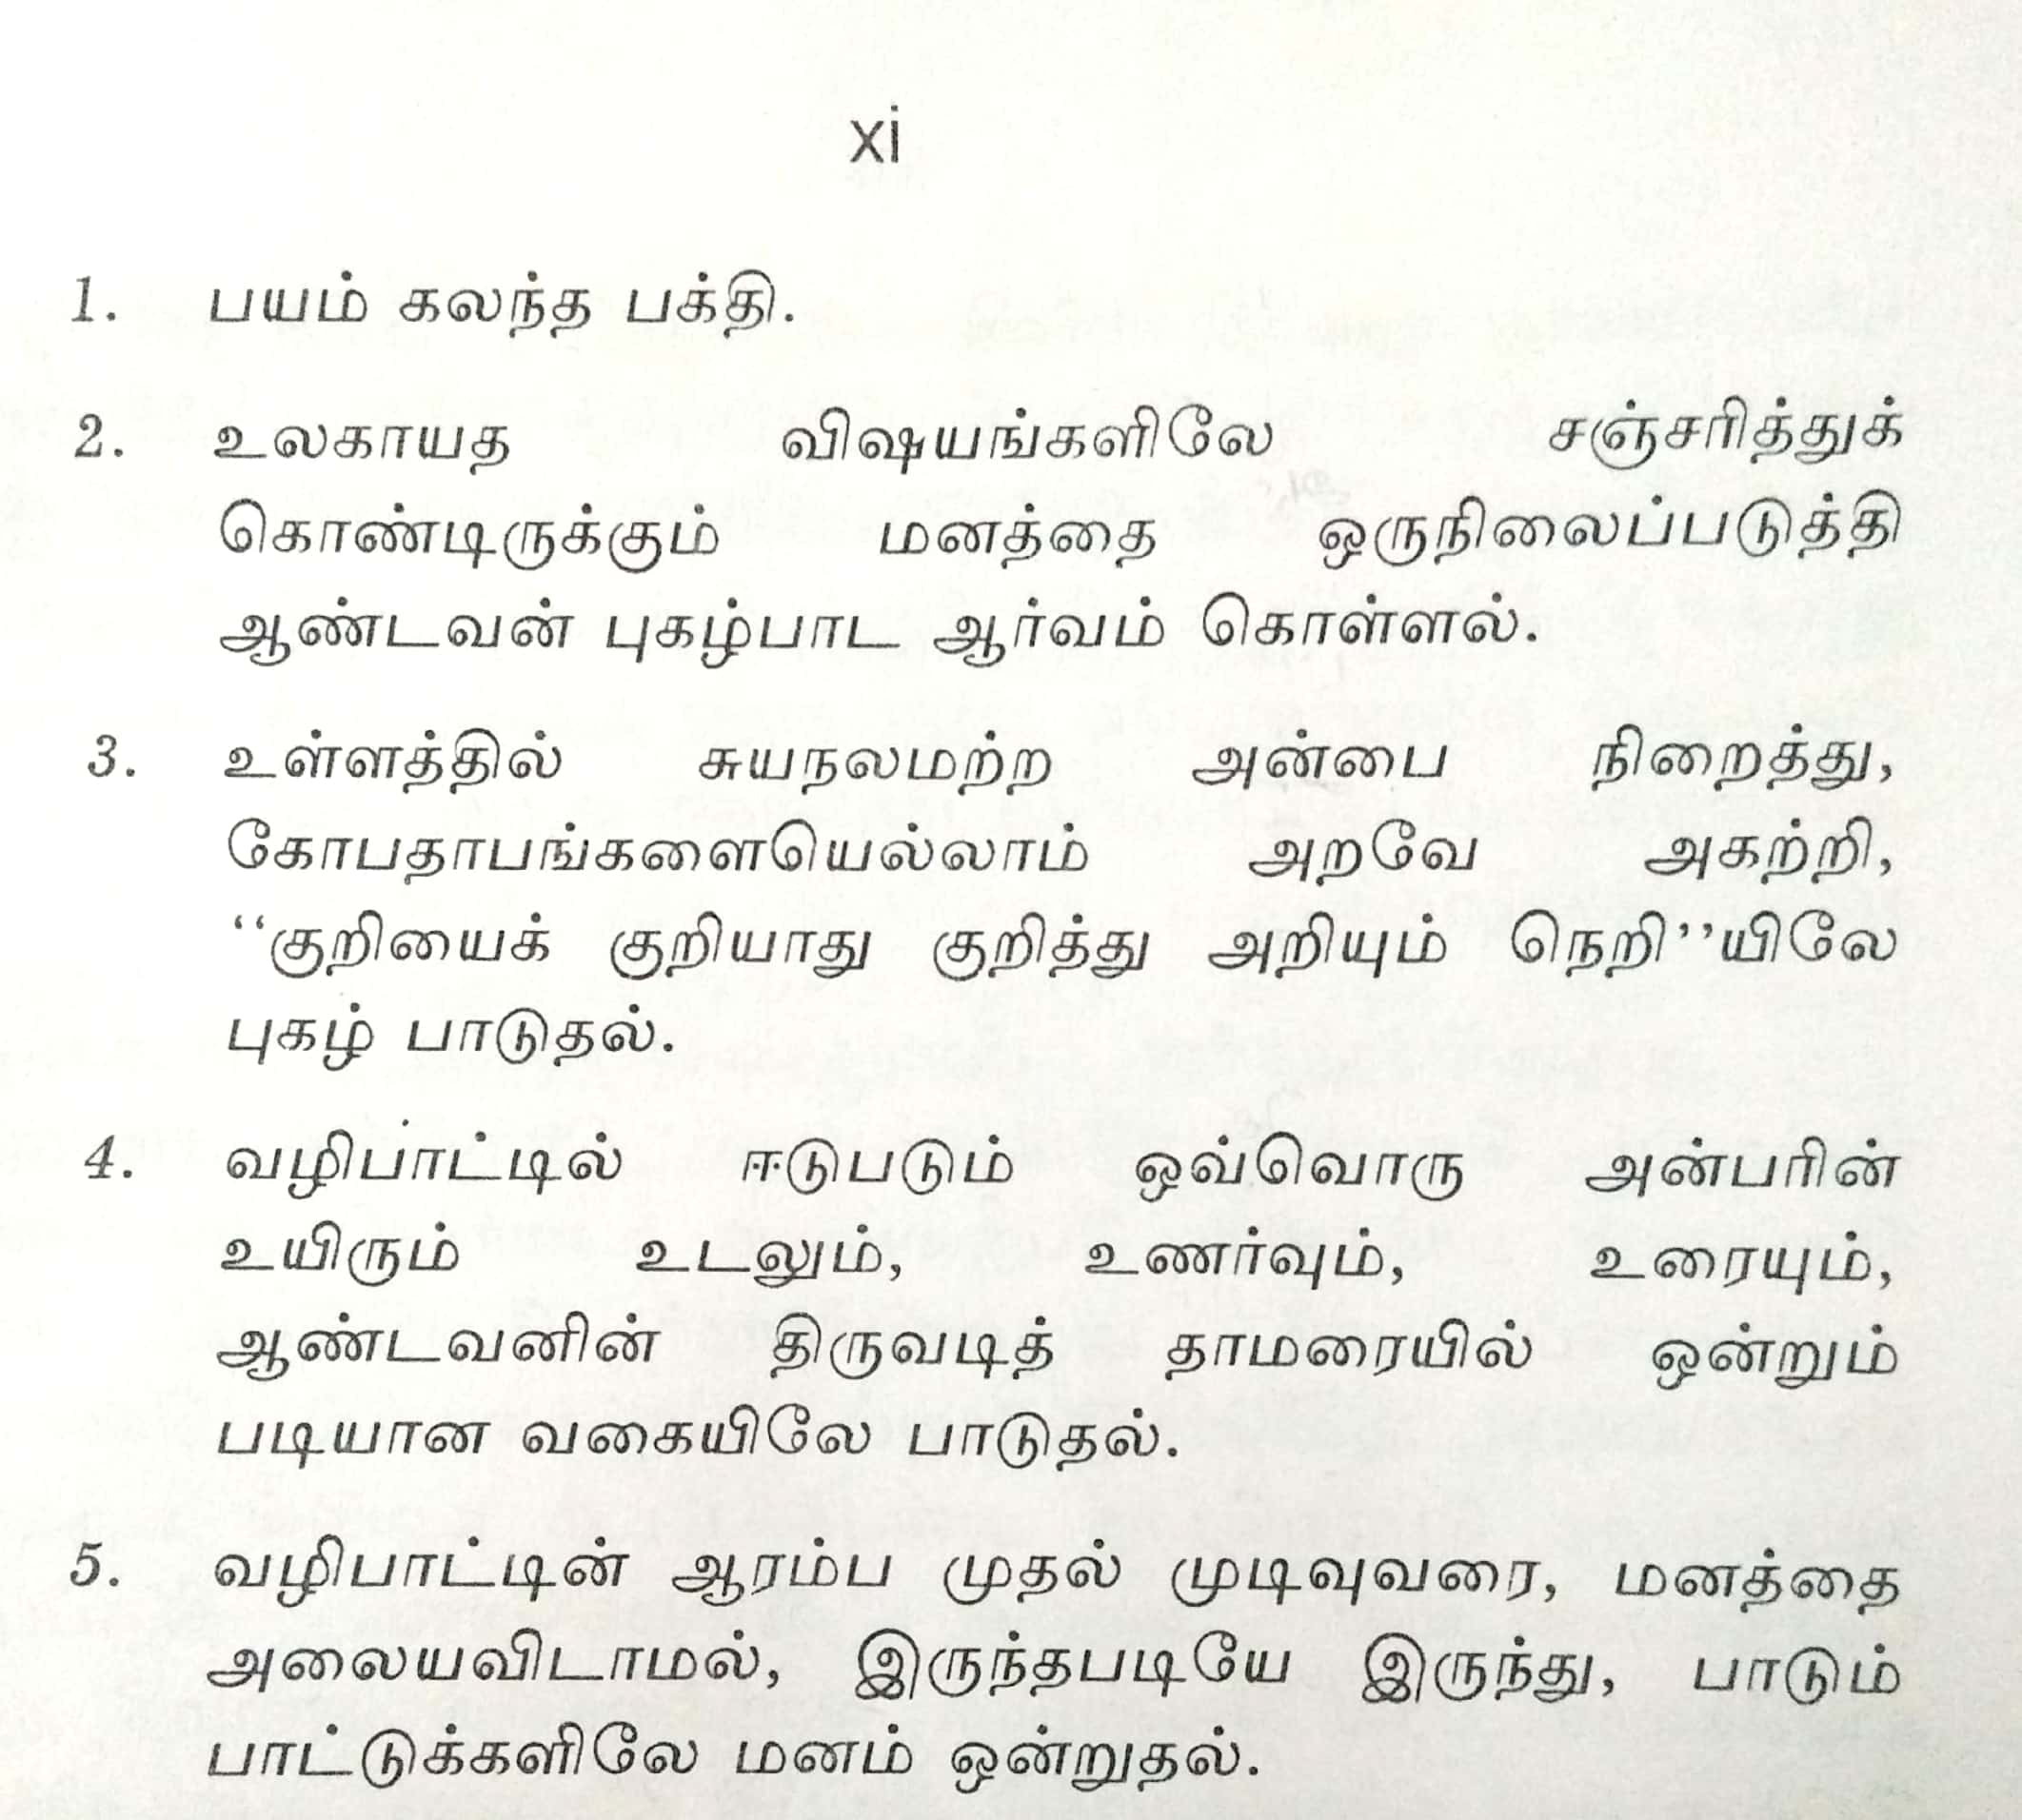 xi
1. பயம் கலந்த பக்தி.
2. உலகாயத விஷயங்களிலே சஞ்சரித்துக்
கொண்டிருக்கும் மனத்தை ஒருநிலைப்படுத்தி
ஆண்டவன் புகழ்பாட ஆர்வம் கொள்ளல்.
3. உள்ளத்தில் சுயநலமற்ற அன்பை நிறைத்து,
கோபதாபங்களையெல்லாம் அறவே அகற்றி,
‘‘குறியைக் குறியாது குறித்து அறியும் நெறி’’யிலே
புகழ் பாடுதல்.
4. வழிபாட்டில் ஈடுபடும் ஒவ்வொரு அன்பரின்
உயிரும் உடலும், உணர்வும், உரையும்,
ஆண்டவனின் திருவடித் தாமரையில் ஒன்றும்
படியான வகையிலே பாடுதல்.
5. வழிபாட்டின் ஆரம்ப முதல் முடிவுவரை, மனத்தை
அலையவிடாமல், இருந்தபடியே இருந்து, பாடும்
பாட்டுக்களிலே மனம் ஒன்றுதல்.